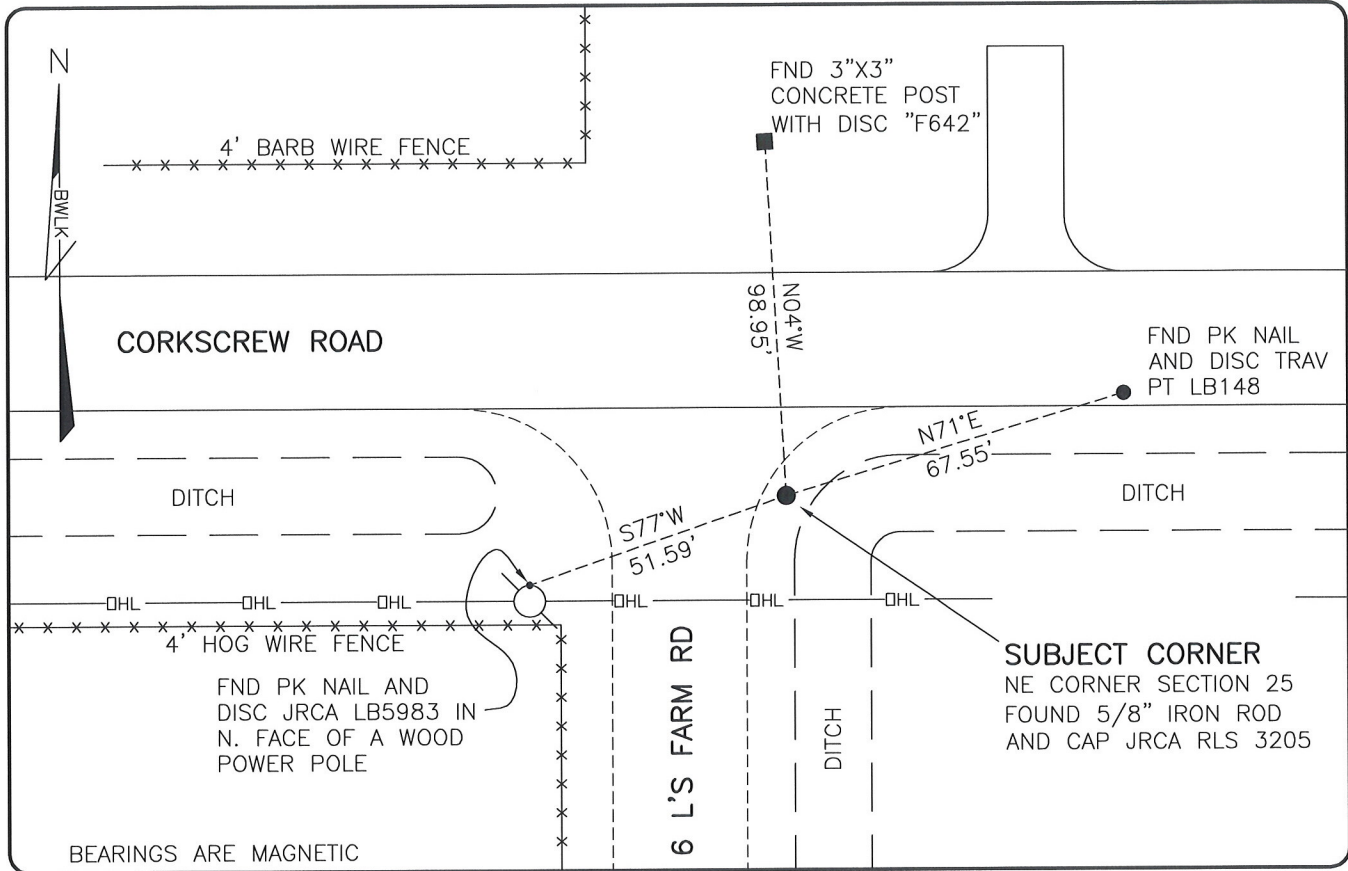 N
BWLK
4' BARB WIRE FENCE
FND 3"X3"
CONCRETE POST
WITH DISC "F642"
CORKSCREW ROAD
N04°W
98.95'
FND PK NAIL
AND DISC TRAV
PT LB148
N71°E
67.55'
DITCH
DITCH
S77°W
51.59'
OHL
OHL
OHL
OHL
OHL
OHL
4' HOG WIRE FENCE
FND PK NAIL AND
DISC JRCA LB5983 IN
N. FACE OF A WOOD
POWER POLE
6 L'S FARM RD
DITCH
SUBJECT CORNER
NE CORNER SECTION 25
FOUND 5/8" IRON ROD
AND CAP JRCA RLS 3205
BEARINGS ARE MAGNETIC